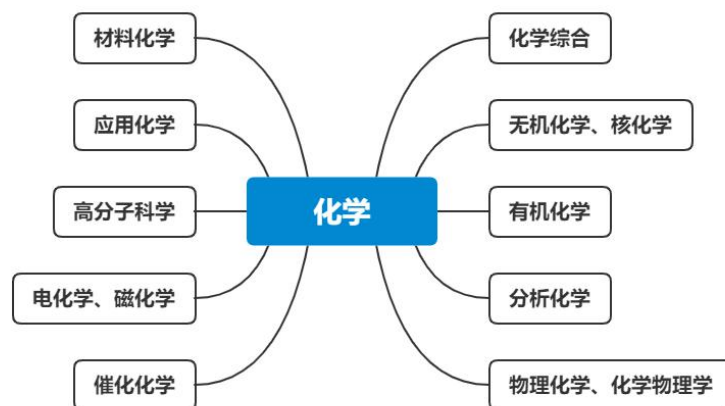 材料化学
应用化学
高分子科学
电化学、磁化学
催化化学
化学
化学综合
无机化学、核化学
有机化学
分析化学
物理化学、化学物理学